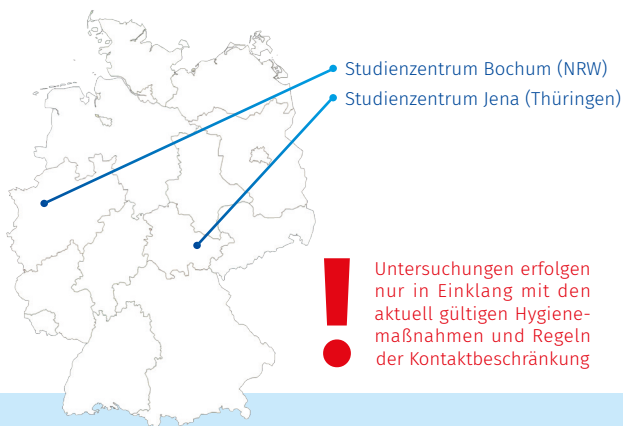 Studienzentrum Bochum (NRW)
Studienzentrum Jena (Thüringen)
Untersuchungen erfolgen
nur in Einklang mit den
aktuell gültigen Hygiene-
maßnahmen und Regeln
der Kontaktbeschränkung